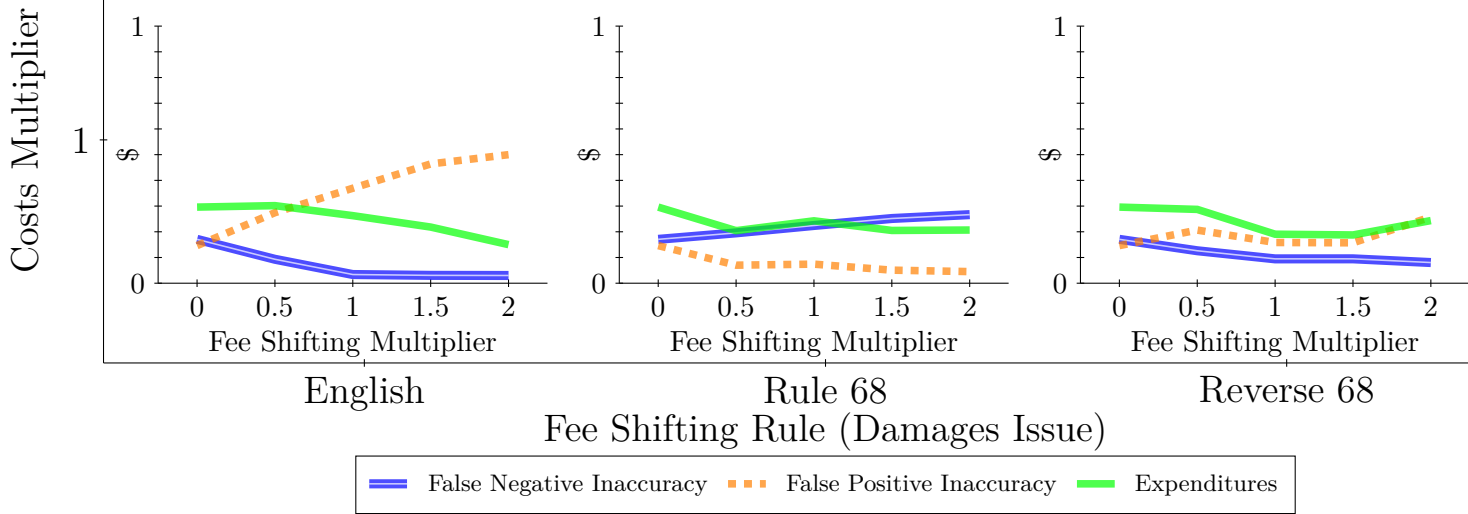 Costs Multiplier
1
1
$
0
0 0.5 1 1.5 2
Fee Shifting Multiplier
1
$
0
0 0.5 1 1.5 2
Fee Shifting Multiplier
1
$
0
0 0.5 1 1.5 2
Fee Shifting Multiplier
English
Rule 68
Reverse 68
Fee Shifting Rule (Damages Issue)
False Negative Inaccuracy False Positive Inaccuracy Expenditures